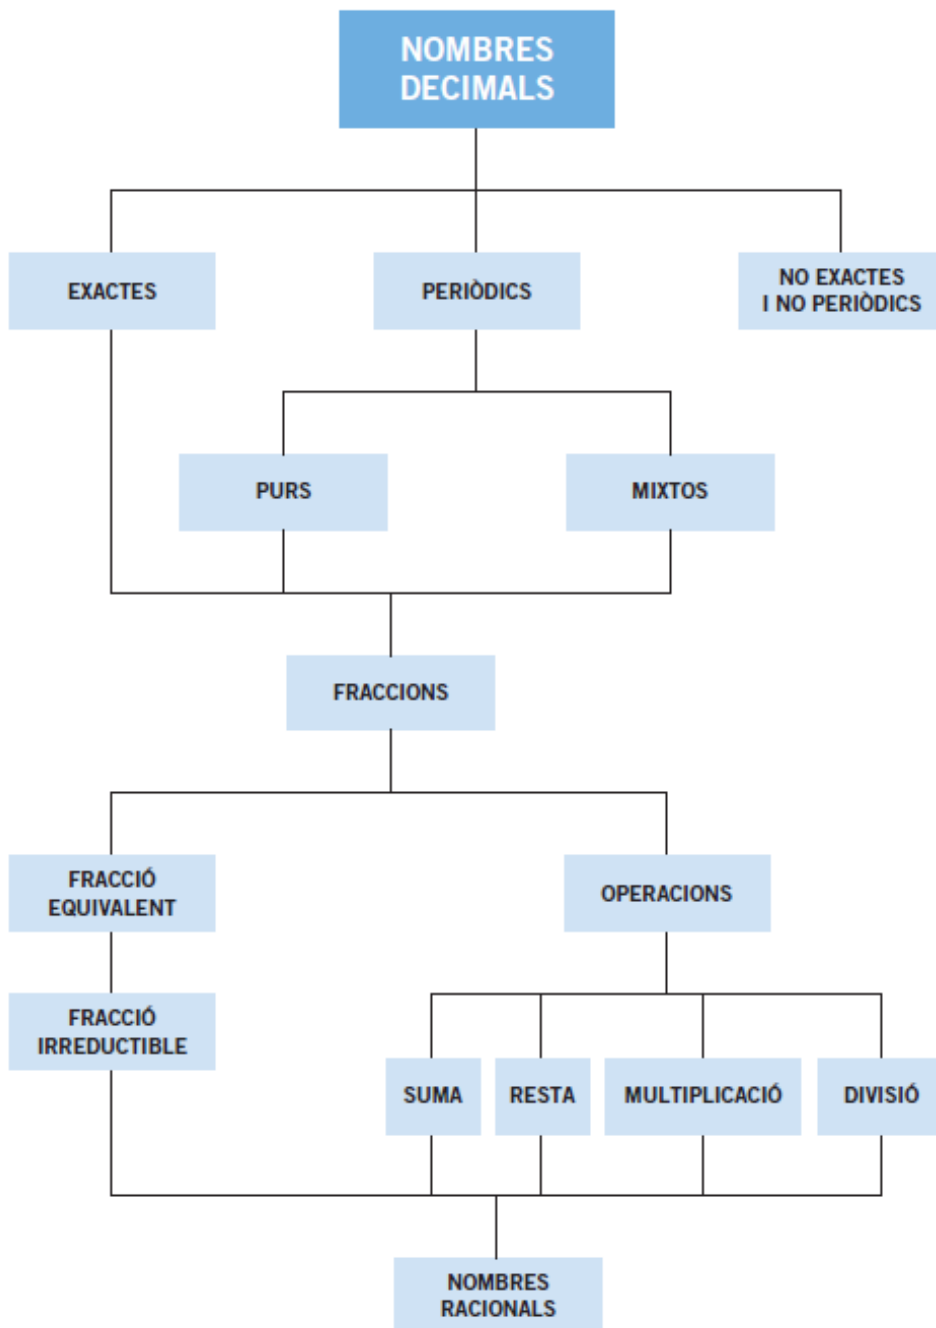 NOMBRES
DECIMALS
EXACTES
PERIÒDICS
NO EXACTES
I NO PERIÒDICS
PURS
MIXTOS
FRACCIONS
FRACCIÓ
EQUIVALENT
OPERACIONS
FRACCIÓ
IRREDUCTIBLE
SUMA
RESTA
MULTIPLICACIÓ
DIVISIÓ
NOMBRES
RACIONALS